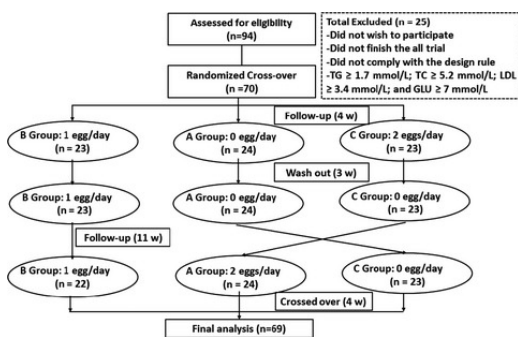 Assessed for eligibility
(n=94)
Total Excluded (n = 25)
-Did not wish to participate
-Did not finish the all trial
-Did not comply with the design rule
-TG ≥ 1.7 mmol/L; TC ≥ 5.2 mmol/L; LDL
≥ 3.4 mmol/L; and GLU ≥ 7 mmol/L
Randomized Cross-over
(n =70)
Follow-up (4 w)
B Group: 1 egg/day
(n = 23)
A Group: 0 egg/day
(n = 24)
C Group: 2 eggs/day
(n = 23)
Wash out (3 w)
B Group: 1 egg/day
(n = 23)
A Group: 0 egg/day
(n = 24)
C Group: 0 egg/day
(n = 23)
Follow-up (11 w)
B Group: 1 egg/day
(n = 22)
A Group: 2 eggs/day
(n = 24)
C Group: 0 egg/day
(n = 23)
Crossed over (4 w)
Final analysis (n=69)